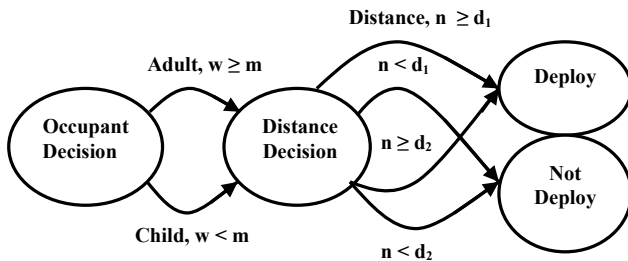 Distance, n ≥ d₁
Adult, w ≥ m
n < d₁
Deploy
Occupant
Decision
Distance
Decision
n ≥ d₂
Not
Deploy
Child, w < m
n < d₂